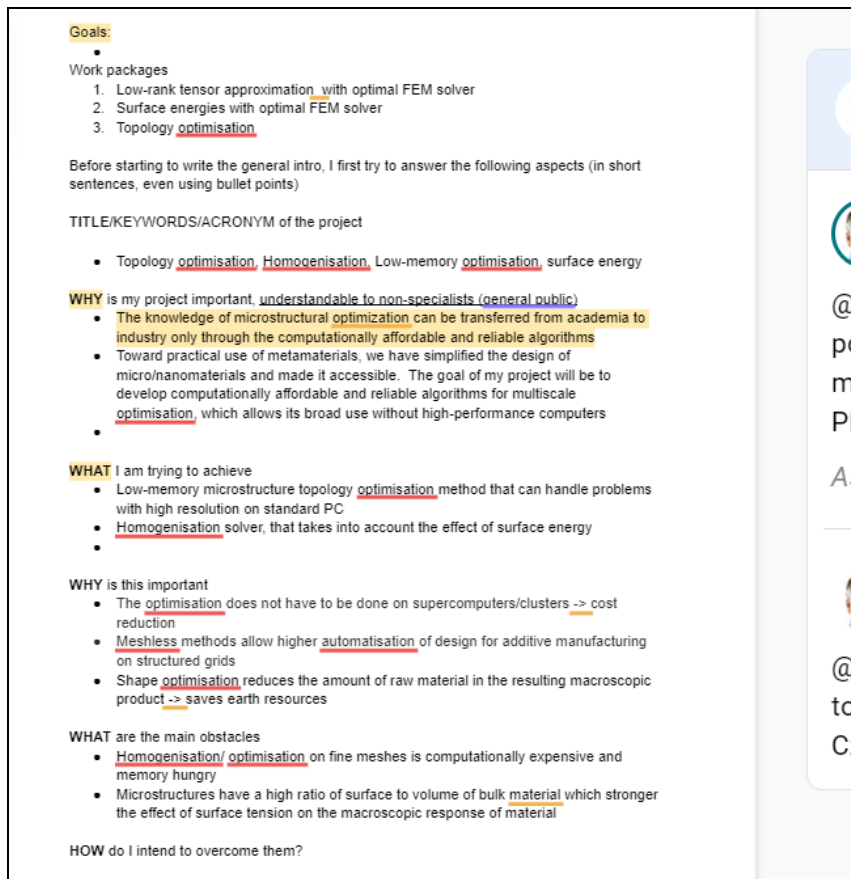 Goals:
•
Work packages
1. Low-rank tensor approximation  with optimal FEM solver
2. Surface energies with optimal FEM solver
3. Topology optimisation
Before starting to write the general intro, I first try to answer the following aspects (in short
sentences, even using bullet points)
TITLE/KEYWORDS/ACRONYM of the project
• Topology optimisation, Homogenisation, Low-memory optimisation, surface energy
WHY is my project important, understandable to non-specialists (general public)
• The knowledge of microstructural optimization can be transferred from academia to
industry only through the computationally affordable and reliable algorithms
• Toward practical use of metamaterials, we have simplified the design of
micro/nanomaterials and made it accessible.  The goal of my project will be to
develop computationally affordable and reliable algorithms for multiscale
optimisation, which allows its broad use without high-performance computers
•
WHAT I am trying to achieve
• Low-memory microstructure topology optimisation method that can handle problems
with high resolution on standard PC
• Homogenisation solver, that takes into account the effect of surface energy
•
WHY is this important
• The optimisation does not have to be done on supercomputers/clusters -> cost
reduction
• Meshless methods allow higher automatisation of design for additive manufacturing
on structured grids
• Shape optimisation reduces the amount of raw material in the resulting macroscopic
product -> saves earth resources
WHAT are the main obstacles
• Homogenisation/ optimisation on fine meshes is computationally expensive and
memory hungry
• Microstructures have a high ratio of surface to volume of bulk material which stronger
the effect of surface tension on the macroscopic response of material
HOW do I intend to overcome them?
@